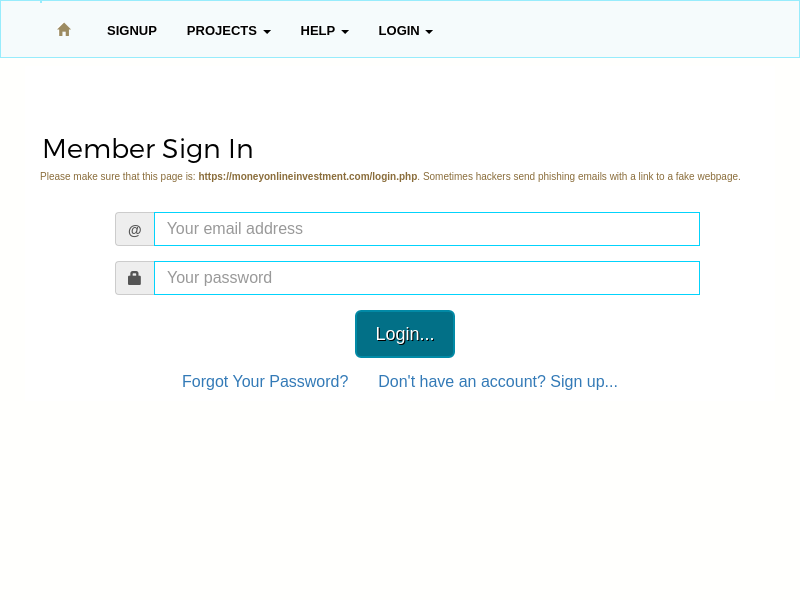 SIGNUP PROJECTS HELP LOGIN
Member Sign In
Please make sure that this page is: https://moneyonlineinvestment.com/login.php. Sometimes hackers send phishing emails with a link to a fake webpage.
@ Your email address
Your password
Login...
Forgot Your Password? Don't have an account? Sign up...